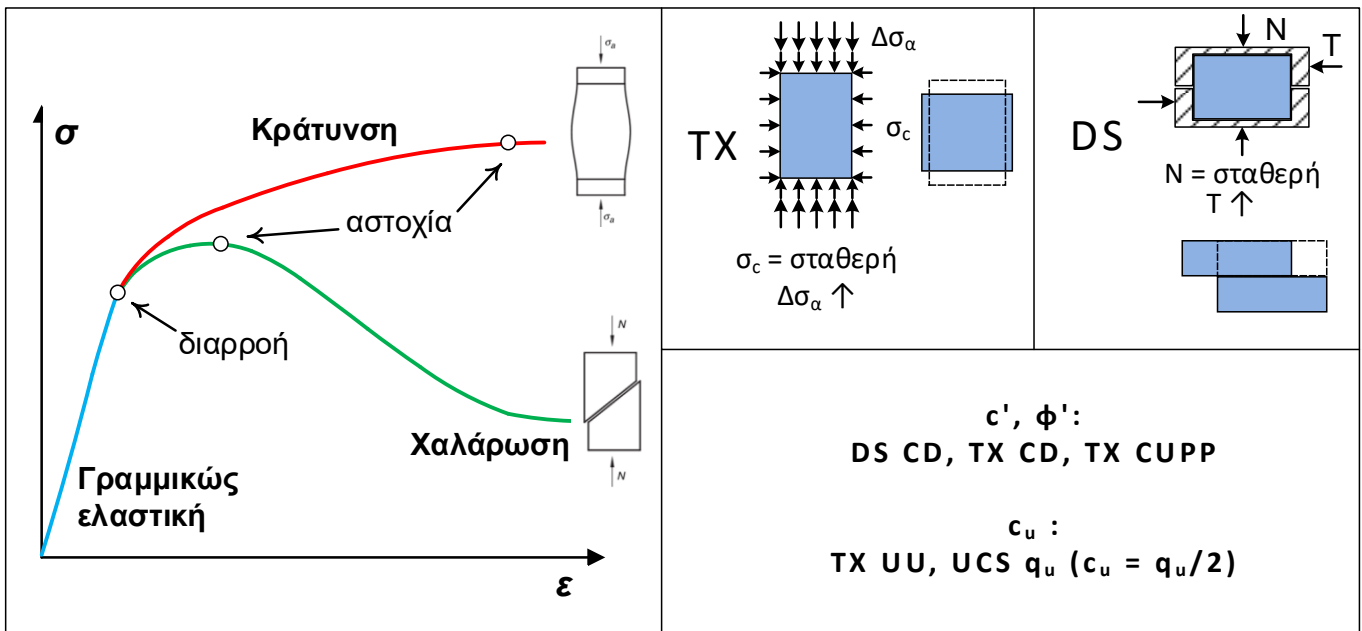 σ
Κράτυνση
αστοχία
διαρροή
Χαλάρωση
Γραμμικώς
ελαστική
ε
σₐ
σₐ
N
N
TX
Δσα
σc
σc = σταθερή
Δσα ↑
DS
N
T
N = σταθερή
T ↑
c', φ':
DS CD, TX CD, TX CUPP
cᵤ :
TX UU, UCS qᵤ (cᵤ = qᵤ/2)